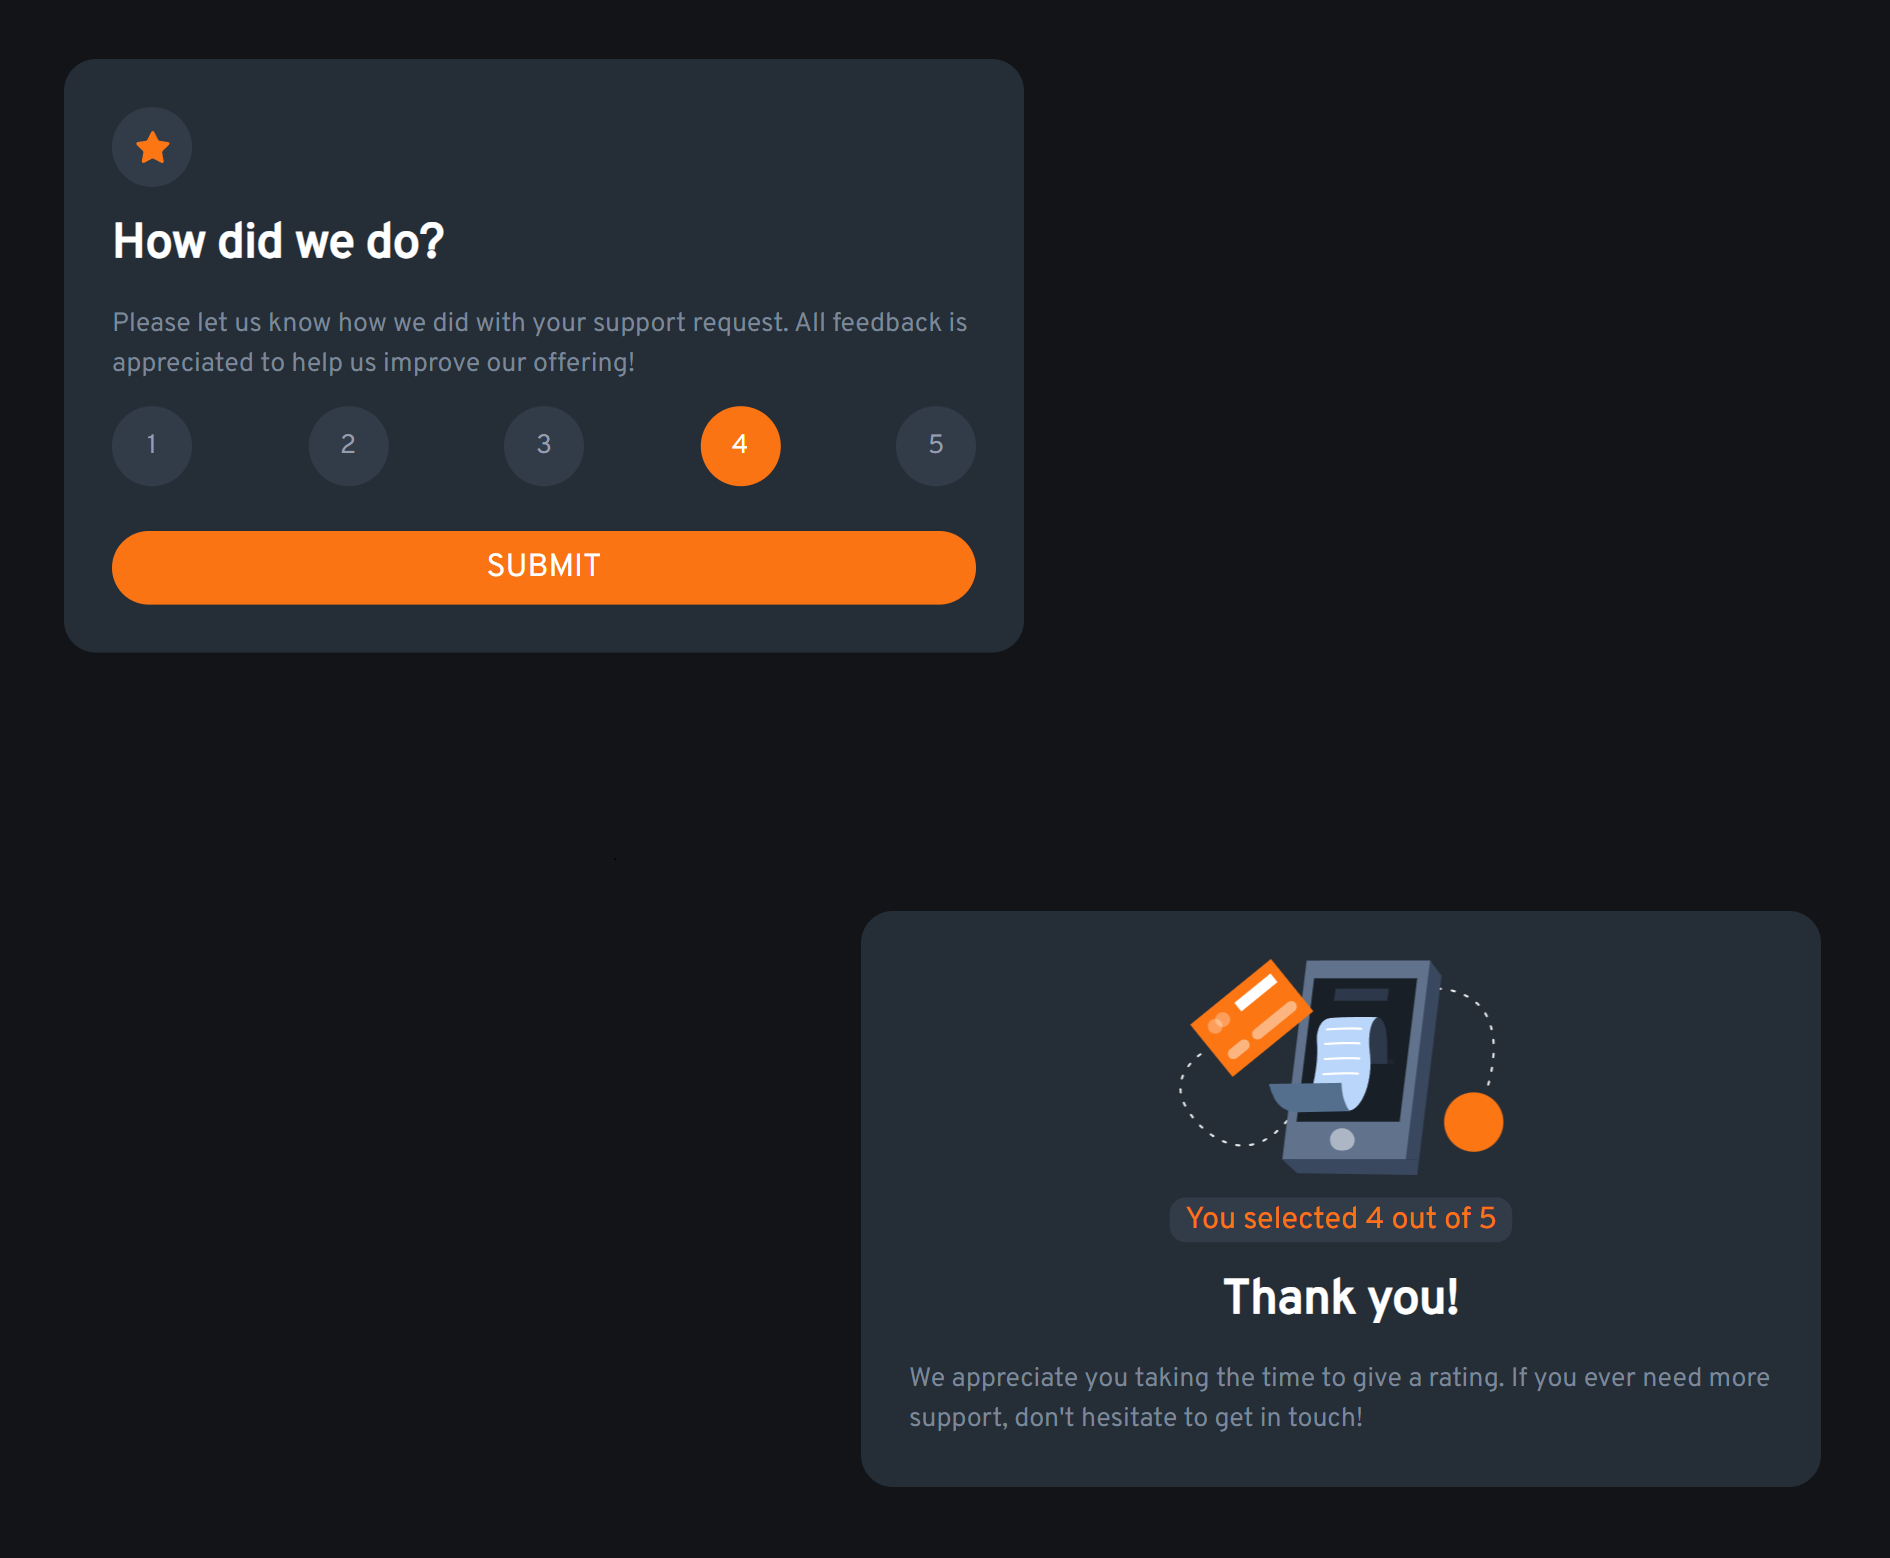 How did we do?
Please let us know how we did with your support request. All feedback is
appreciated to help us improve our offering!
1 2 3 4 5
SUBMIT
You selected 4 out of 5
Thank you!
We appreciate you taking the time to give a rating. If you ever need more
support, don't hesitate to get in touch!